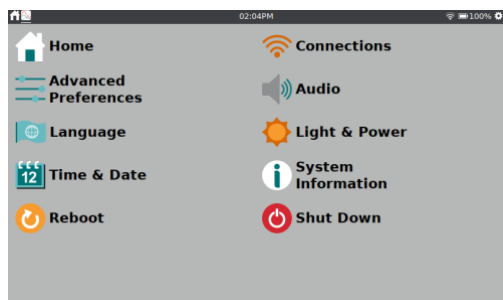 02:04PM
100%
Home
Connections
Advanced
Preferences
Audio
Language
Light & Power
12
Time & Date
System
Information
Reboot
Shut Down